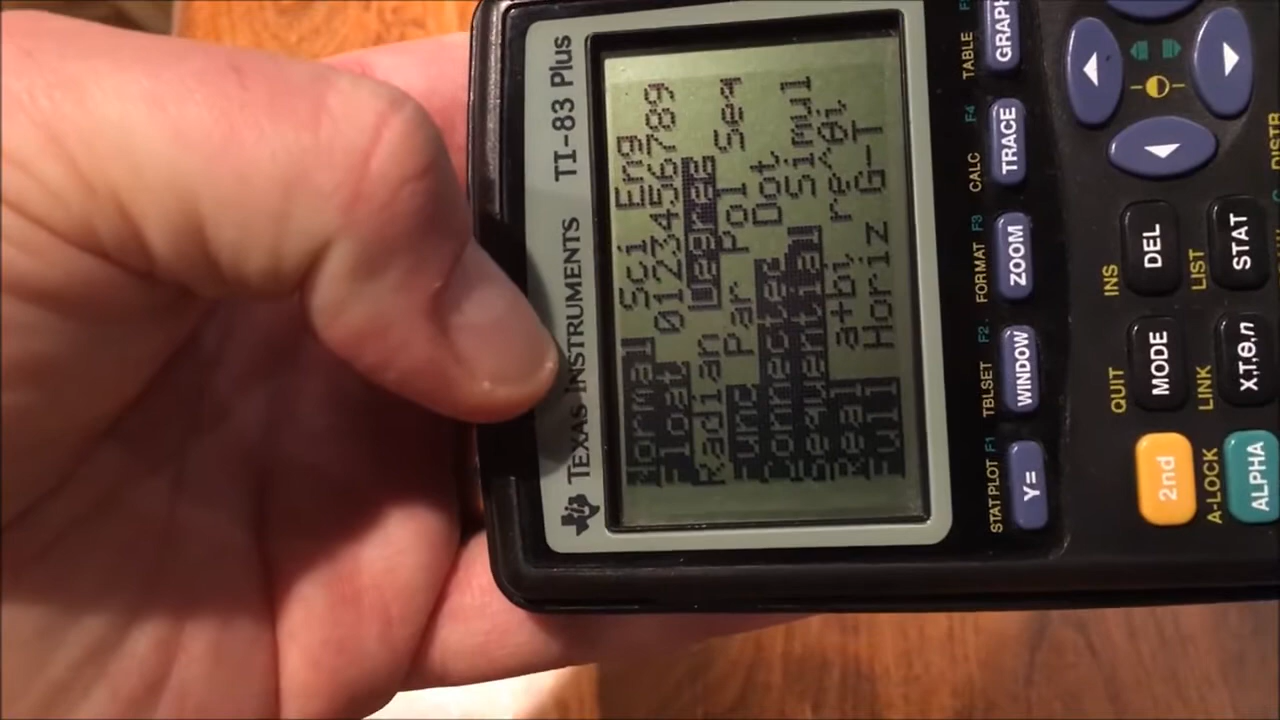 TEXAS INSTRUMENTS TI-83 Plus
Normal Sci Eng
Float 0123456789
Radian Degree
Func Par Pol Seq
Connected Dot
Sequential Simul
Real a+bi re^θi
Full Horiz G-T
STAT PLOT F1 TBLSET F2 FORMAT F3 CALC F4 TABLE
Y= WINDOW ZOOM TRACE GRAPH
QUIT INS
2nd MODE DEL
A-LOCK LINK LIST
ALPHA X,T,θ,n STAT
DISTR